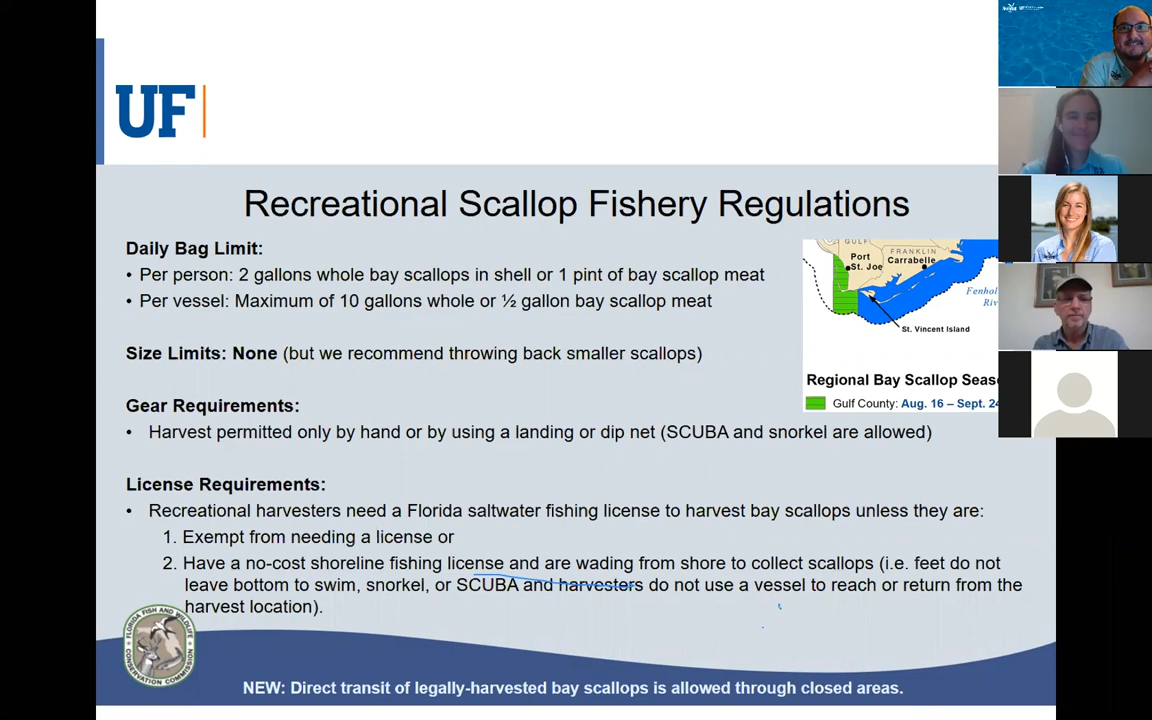 UF
Recreational Scallop Fishery Regulations
Daily Bag Limit:
• Per person: 2 gallons whole bay scallops in shell or 1 pint of bay scallop meat
• Per vessel: Maximum of 10 gallons whole or ½ gallon bay scallop meat
Size Limits: None (but we recommend throwing back smaller scallops)
Gear Requirements:
• Harvest permitted only by hand or by using a landing or dip net (SCUBA and snorkel are allowed)
License Requirements:
• Recreational harvesters need a Florida saltwater fishing license to harvest bay scallops unless they are:
1. Exempt from needing a license or
2. Have a no-cost shoreline fishing license and are wading from shore to collect scallops (i.e. feet do not
leave bottom to swim, snorkel, or SCUBA and harvesters do not use a vessel to reach or return from the
harvest location).
GULF
FRANKLIN
Port
St. Joe
Carrabelle
Fenhol
Riv
St. Vincent Island
Regional Bay Scallop Seas
Gulf County: Aug. 16 – Sept. 24
FLORIDA FISH AND WILDLIFE
CONSERVATION COMMISSION
NEW: Direct transit of legally-harvested bay scallops is allowed through closed areas.